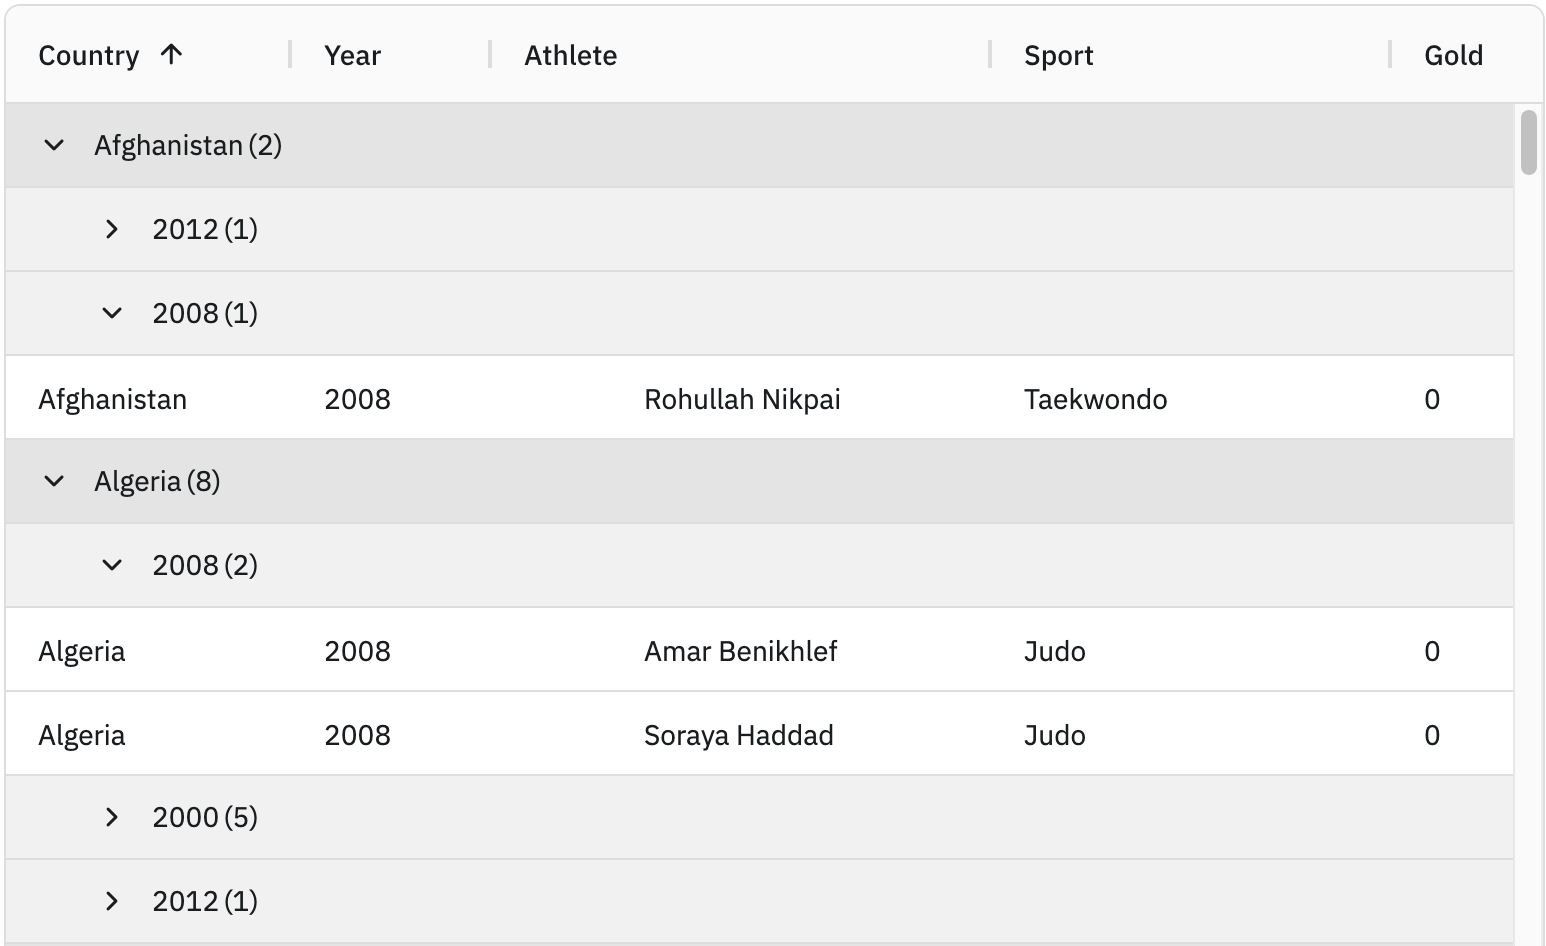 Country Year Athlete Sport Gold
Afghanistan (2)
2012 (1)
2008 (1)
Afghanistan 2008 Rohullah Nikpai Taekwondo 0
Algeria (8)
2008 (2)
Algeria 2008 Amar Benikhlef Judo 0
Algeria 2008 Soraya Haddad Judo 0
2000 (5)
2012 (1)